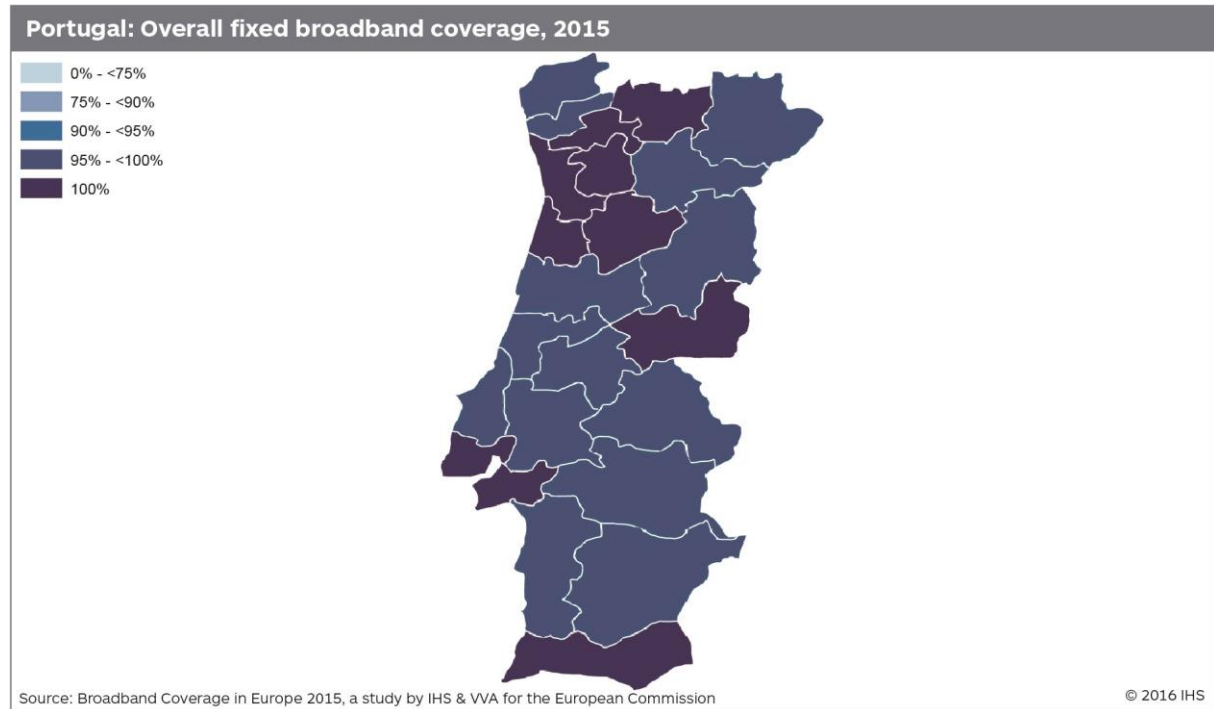 Portugal: Overall fixed broadband coverage, 2015
0% - <75%
75% - <90%
90% - <95%
95% - <100%
100%
Source: Broadband Coverage in Europe 2015, a study by IHS & VVA for the European Commission
© 2016 IHS